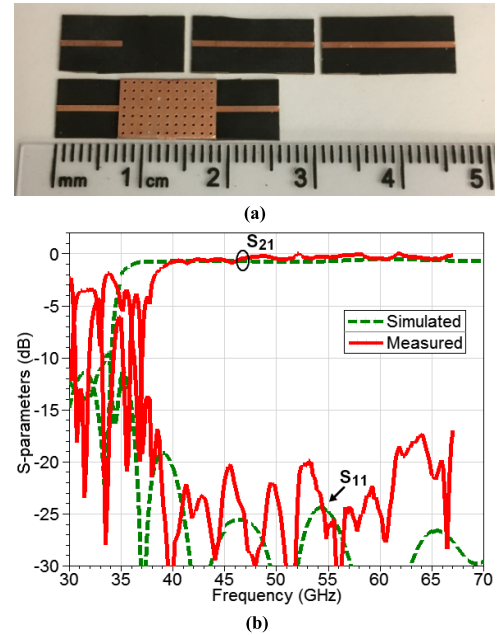 mm 1 cm 2 3 4 5
(a)
S21
0
-5
-10
-15
-20
-25
-30
S-parameters (dB)
Simulated
Measured
S11
30 35 40 45 50 55 60 65 70
Frequency (GHz)
(b)